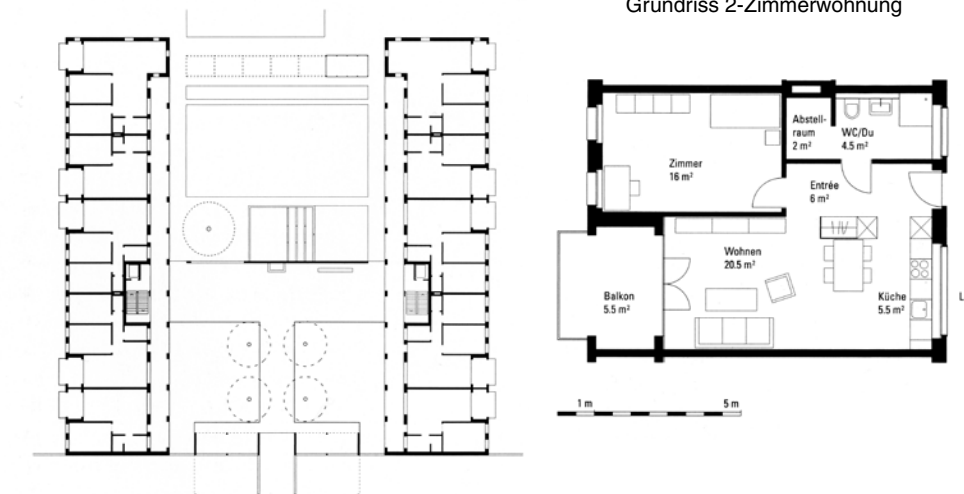 Grundriss 2-Zimmerwohnung
Abstell-
raum
2 m²
WC/Du
4.5 m²
Zimmer
16 m²
Entrée
6 m²
Wohnen
20.5 m²
Balkon
5.5 m²
Küche
5.5 m²
L
1 m
5 m